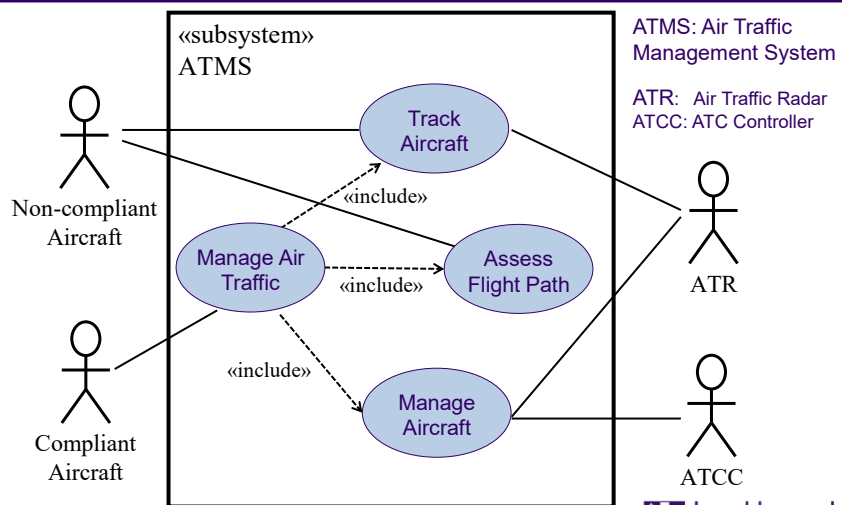 «subsystem»
ATMS
ATMS: Air Traffic
Management System
ATR: Air Traffic Radar
ATCC: ATC Controller
Track
Aircraft
«include»
Non-compliant
Aircraft
Manage Air
Traffic
«include»
Assess
Flight Path
ATR
«include»
Manage
Aircraft
Compliant
Aircraft
ATCC